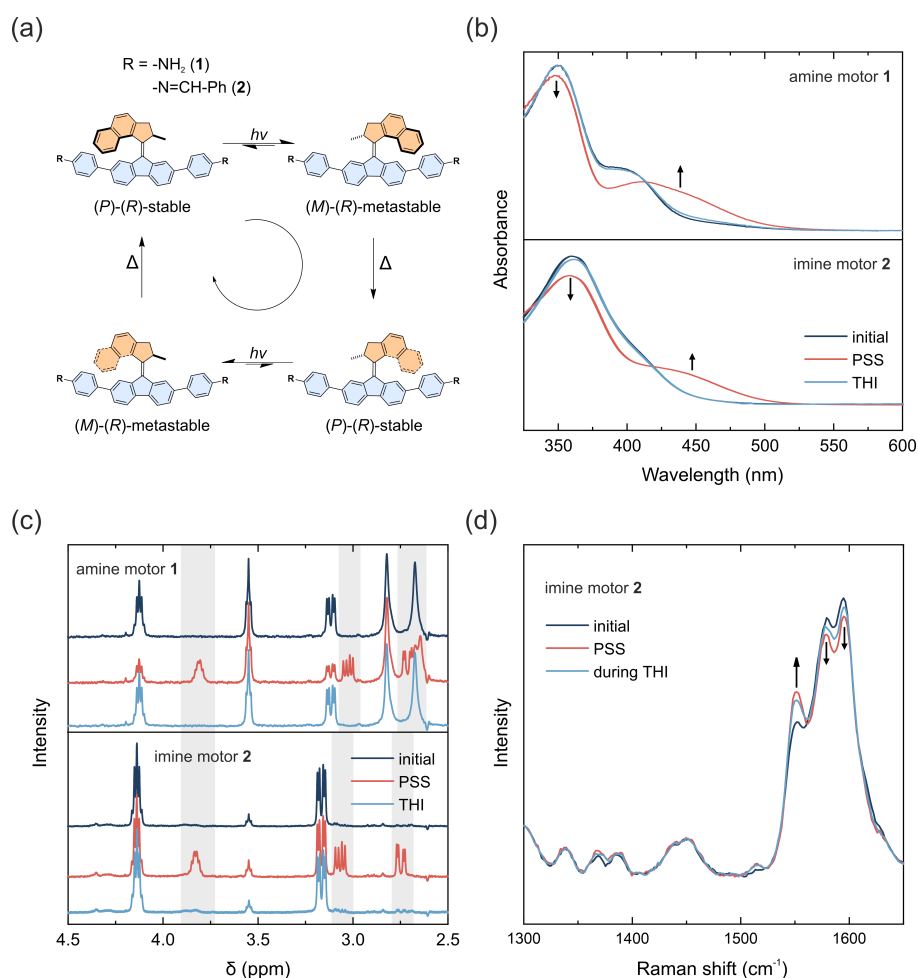 (a)
R = -NH₂ (1)
-N=CH-Ph (2)
R
R
hν
R
R
(P)-(R)-stable
(M)-(R)-metastable
Δ
Δ
R
R
hν
R
R
(M)-(R)-metastable
(P)-(R)-stable
(b)
amine motor 1
imine motor 2
initial
PSS
THI
Absorbance
350
400
450
500
550
600
Wavelength (nm)
(c)
amine motor 1
imine motor 2
initial
PSS
THI
Intensity
4.5
4.0
3.5
3.0
2.5
δ (ppm)
(d)
imine motor 2
initial
PSS
during THI
Intensity
1300
1400
1500
1600
Raman shift (cm⁻¹)